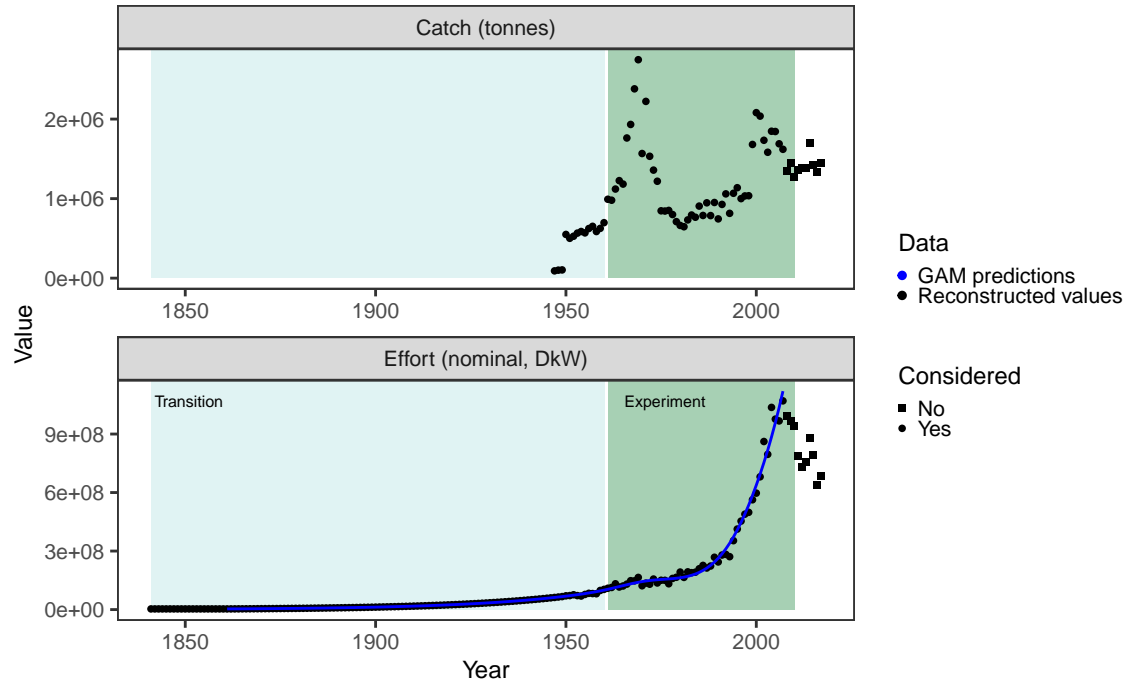 Catch (tonnes)
2e+06
1e+06
0e+00
1850
1900
1950
2000
Value
Effort (nominal, DkW)
Transition
Experiment
9e+08
6e+08
3e+08
0e+00
1850
1900
1950
2000
Year
Data
GAM predictions
Reconstructed values
Considered
No
Yes